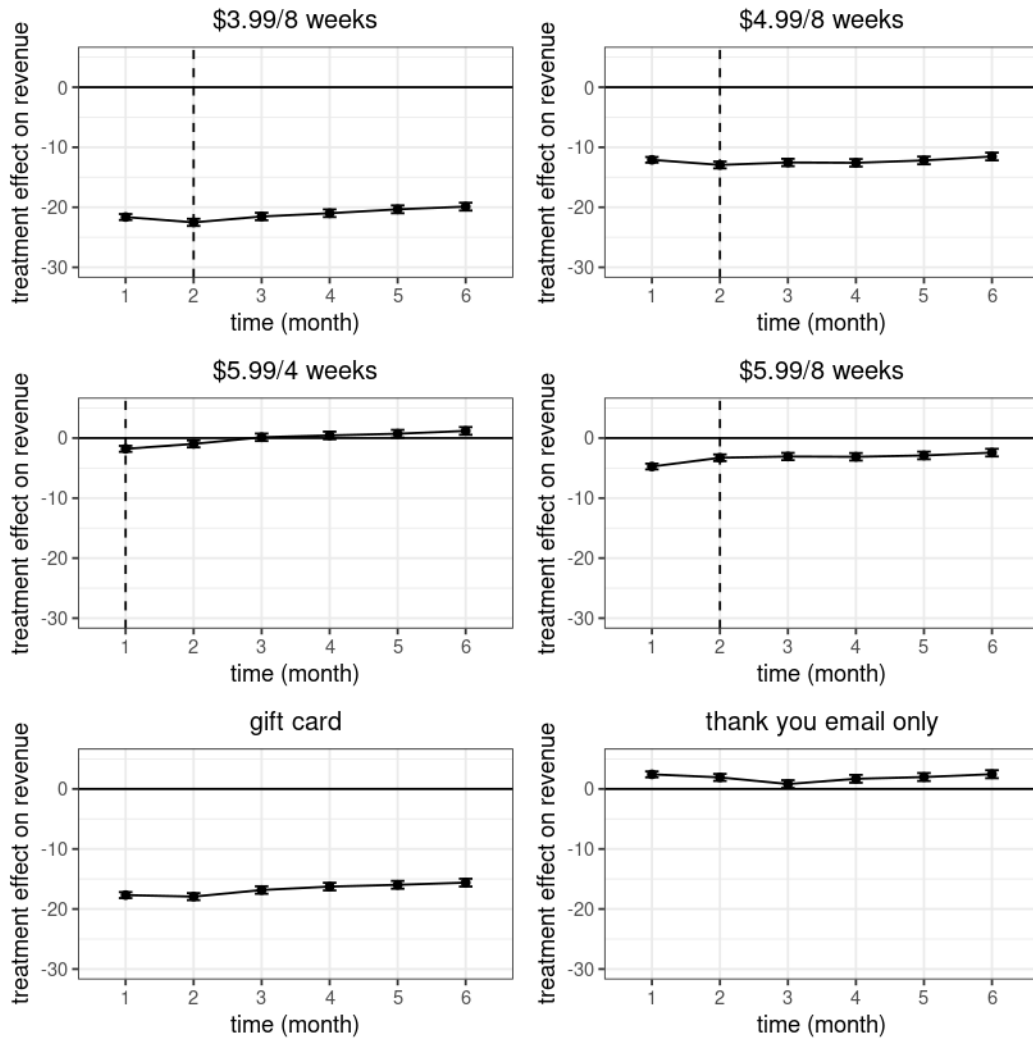 $3.99/8 weeks
treatment effect on revenue
0
-10
-20
-30
1 2 3 4 5 6
time (month)
$4.99/8 weeks
treatment effect on revenue
0
-10
-20
-30
1 2 3 4 5 6
time (month)
$5.99/4 weeks
treatment effect on revenue
0
-10
-20
-30
1 2 3 4 5 6
time (month)
$5.99/8 weeks
treatment effect on revenue
0
-10
-20
-30
1 2 3 4 5 6
time (month)
gift card
treatment effect on revenue
0
-10
-20
-30
1 2 3 4 5 6
time (month)
thank you email only
treatment effect on revenue
0
-10
-20
-30
1 2 3 4 5 6
time (month)